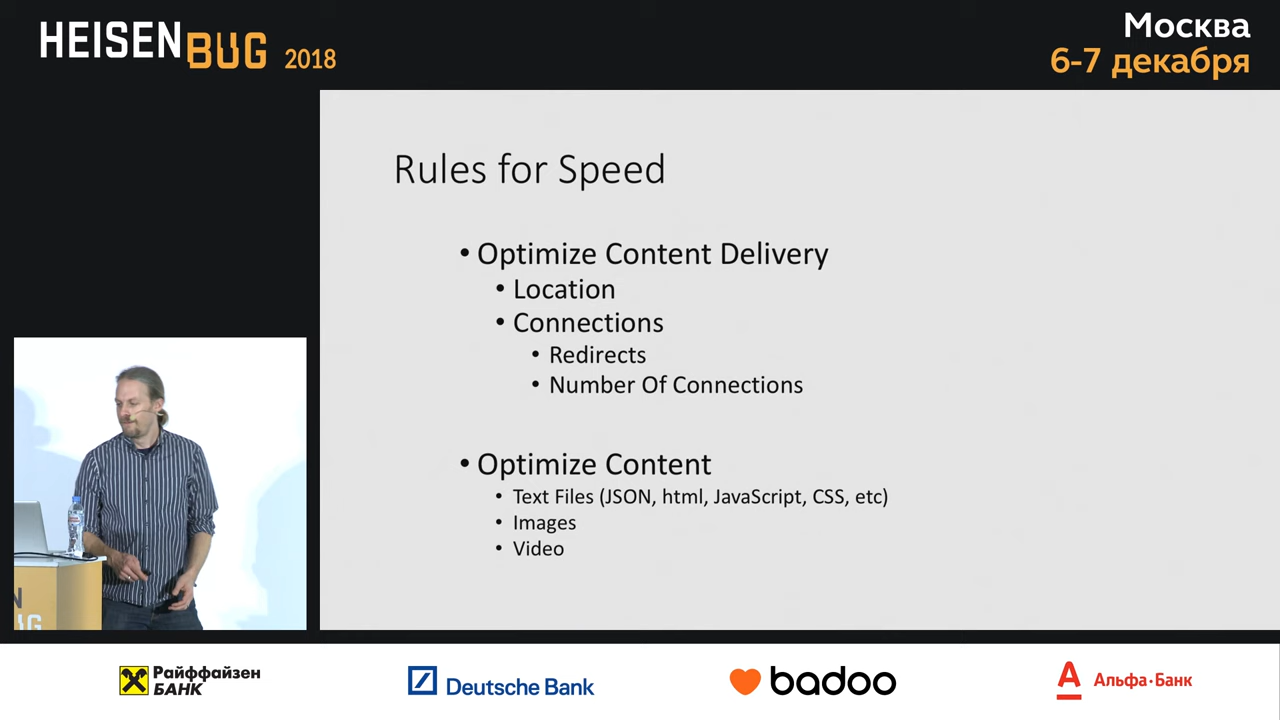 HEISENBUG 2018
Москва
6-7 декабря
Rules for Speed
• Optimize Content Delivery
• Location
• Connections
• Redirects
• Number Of Connections
• Optimize Content
• Text Files (JSON, html, JavaScript, CSS, etc)
• Images
• Video
Райффайзен
БАНК
Deutsche Bank
badoo
Альфа·Банк